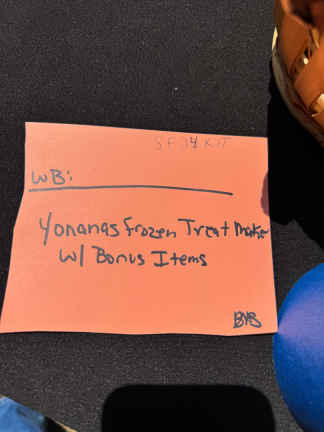 WB:
Yonanas Frozen Treat Maker
w/ Bonus Items